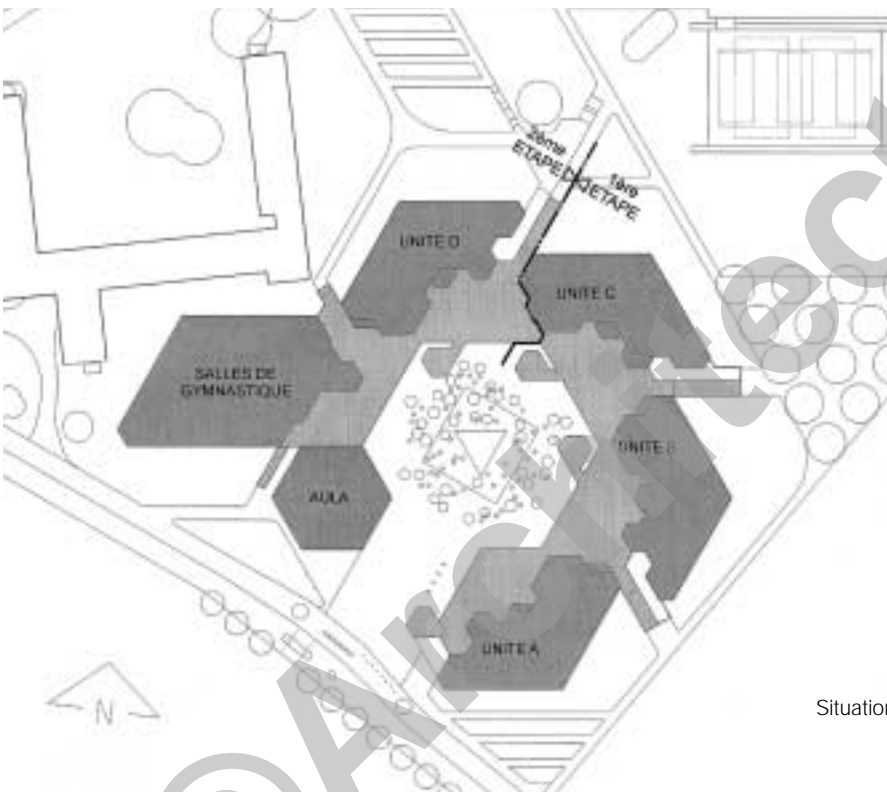 2ème
ETAPE
1ère
ETAPE
UNITE D
UNITE C
SALLES DE
GYMNASTIQUE
UNITE B
AULA
UNITE A
N
Situation